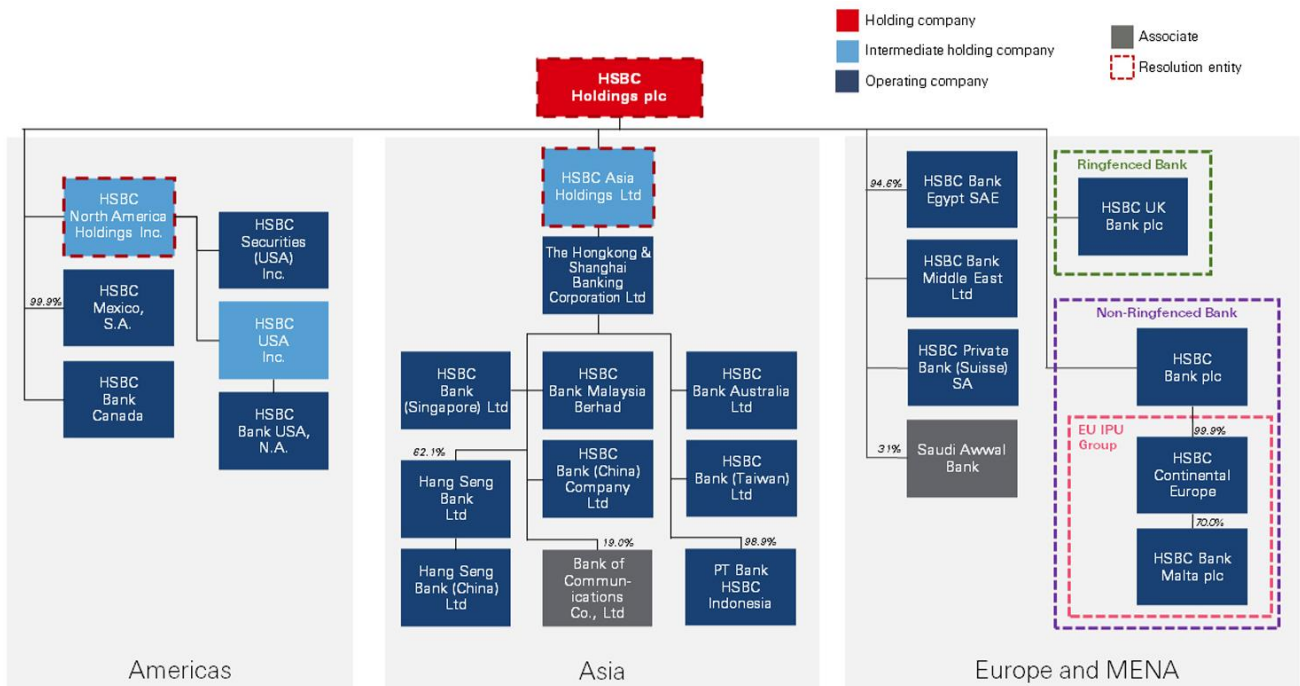 Holding company
Intermediate holding company
Operating company
Associate
Resolution entity
HSBC
Holdings plc
HSBC
North America
Holdings Inc.
HSBC
Securities
(USA)
Inc.
99.9%
HSBC
Mexico,
S.A.
HSBC
USA
Inc.
HSBC
Bank
Canada
HSBC
Bank USA,
N.A.
Americas
HSBC Asia
Holdings Ltd
The Hongkong &
Shanghai
Banking
Corporation Ltd
HSBC
Bank
(Singapore) Ltd
HSBC
Bank Malaysia
Berhad
HSBC
Bank Australia
Ltd
62.1%
Hang Seng
Bank
Ltd
HSBC
Bank (China)
Company
Ltd
HSBC
Bank (Taiwan)
Ltd
Hang Seng
Bank (China)
Ltd
19.0%
Bank of
Commun-
ications
Co., Ltd
98.9%
PT Bank
HSBC
Indonesia
Asia
94.6%
HSBC Bank
Egypt SAE
HSBC Bank
Middle East
Ltd
HSBC Private
Bank (Suisse)
SA
31%
Saudi Awwal
Bank
Ringfenced Bank
HSBC UK
Bank plc
Non-Ringfenced Bank
HSBC
Bank plc
EU IPU
Group
99.9%
HSBC
Continental
Europe
70.0%
HSBC Bank
Malta plc
Europe and MENA